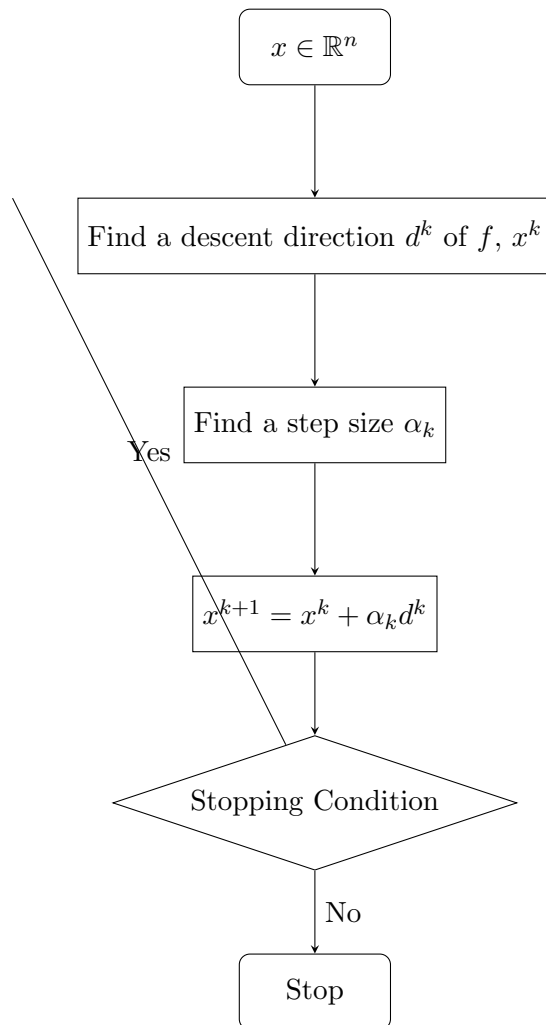 x ∈ ℝⁿ
Find a descent direction dᵏ of f, xᵏ
Find a step size αₖ
Yes
xᵏ⁺¹ = xᵏ + αₖdᵏ
Stopping Condition
No
Stop